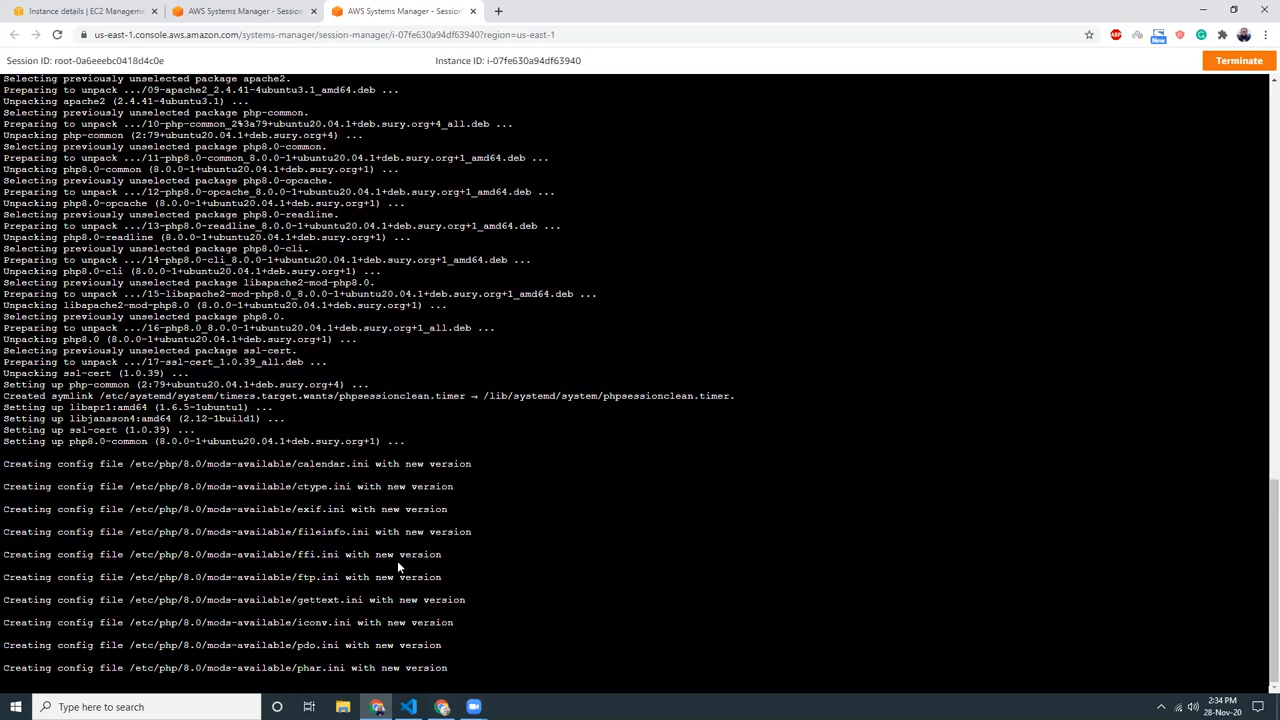 Instance details | EC2 Manageme
AWS Systems Manager - Session
AWS Systems Manager - Session
us-east-1.console.aws.amazon.com/systems-manager/session-manager/i-07fe630a94df63940?region=us-east-1
ABP
New
Session ID: root-0a6eeebc0418d4c0e
Instance ID: i-07fe630a94df63940
Terminate
Selecting previously unselected package apache2.
Preparing to unpack .../09-apache2_2.4.41-4ubuntu3.1_amd64.deb ...
Unpacking apache2 (2.4.41-4ubuntu3.1) ...
Selecting previously unselected package php-common.
Preparing to unpack .../10-php-common_2%3a79+ubuntu20.04.1+deb.sury.org+4_all.deb ...
Unpacking php-common (2:79+ubuntu20.04.1+deb.sury.org+4) ...
Selecting previously unselected package php8.0-common.
Preparing to unpack .../11-php8.0-common_8.0.0-1+ubuntu20.04.1+deb.sury.org+1_amd64.deb ...
Unpacking php8.0-common (8.0.0-1+ubuntu20.04.1+deb.sury.org+1) ...
Selecting previously unselected package php8.0-opcache.
Preparing to unpack .../12-php8.0-opcache_8.0.0-1+ubuntu20.04.1+deb.sury.org+1_amd64.deb ...
Unpacking php8.0-opcache (8.0.0-1+ubuntu20.04.1+deb.sury.org+1) ...
Selecting previously unselected package php8.0-readline.
Preparing to unpack .../13-php8.0-readline_8.0.0-1+ubuntu20.04.1+deb.sury.org+1_amd64.deb ...
Unpacking php8.0-readline (8.0.0-1+ubuntu20.04.1+deb.sury.org+1) ...
Selecting previously unselected package php8.0-cli.
Preparing to unpack .../14-php8.0-cli_8.0.0-1+ubuntu20.04.1+deb.sury.org+1_amd64.deb ...
Unpacking php8.0-cli (8.0.0-1+ubuntu20.04.1+deb.sury.org+1) ...
Selecting previously unselected package libapache2-mod-php8.0.
Preparing to unpack .../15-libapache2-mod-php8.0_8.0.0-1+ubuntu20.04.1+deb.sury.org+1_amd64.deb ...
Unpacking libapache2-mod-php8.0 (8.0.0-1+ubuntu20.04.1+deb.sury.org+1) ...
Selecting previously unselected package php8.0.
Preparing to unpack .../16-php8.0_8.0.0-1+ubuntu20.04.1+deb.sury.org+1_all.deb ...
Unpacking php8.0 (8.0.0-1+ubuntu20.04.1+deb.sury.org+1) ...
Selecting previously unselected package ssl-cert.
Preparing to unpack .../17-ssl-cert_1.0.39_all.deb ...
Unpacking ssl-cert (1.0.39) ...
Setting up php-common (2:79+ubuntu20.04.1+deb.sury.org+4) ...
Created symlink /etc/systemd/system/timers.target.wants/phpsessionclean.timer → /lib/systemd/system/phpsessionclean.timer.
Setting up libapr1:amd64 (1.6.5-1ubuntu1) ...
Setting up libjansson4:amd64 (2.12-1build1) ...
Setting up ssl-cert (1.0.39) ...
Setting up php8.0-common (8.0.0-1+ubuntu20.04.1+deb.sury.org+1) ...
Creating config file /etc/php/8.0/mods-available/calendar.ini with new version
Creating config file /etc/php/8.0/mods-available/ctype.ini with new version
Creating config file /etc/php/8.0/mods-available/exif.ini with new version
Creating config file /etc/php/8.0/mods-available/fileinfo.ini with new version
Creating config file /etc/php/8.0/mods-available/ffi.ini with new version
Creating config file /etc/php/8.0/mods-available/ftp.ini with new version
Creating config file /etc/php/8.0/mods-available/gettext.ini with new version
Creating config file /etc/php/8.0/mods-available/iconv.ini with new version
Creating config file /etc/php/8.0/mods-available/pdo.ini with new version
Creating config file /etc/php/8.0/mods-available/phar.ini with new version
Type here to search
2:34 PM
28-Nov-20